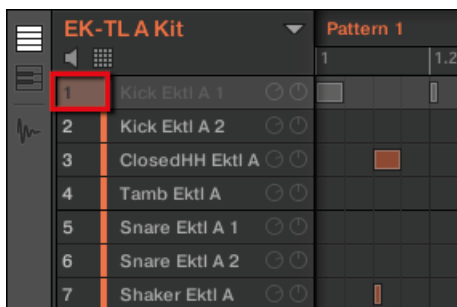 EK-TL A Kit Pattern 1
1 1.2
1 Kick Ektl A 1
2 Kick Ektl A 2
3 ClosedHH Ektl A
4 Tamb Ektl A
5 Snare Ektl A 1
6 Snare Ektl A 2
7 Shaker Ektl A